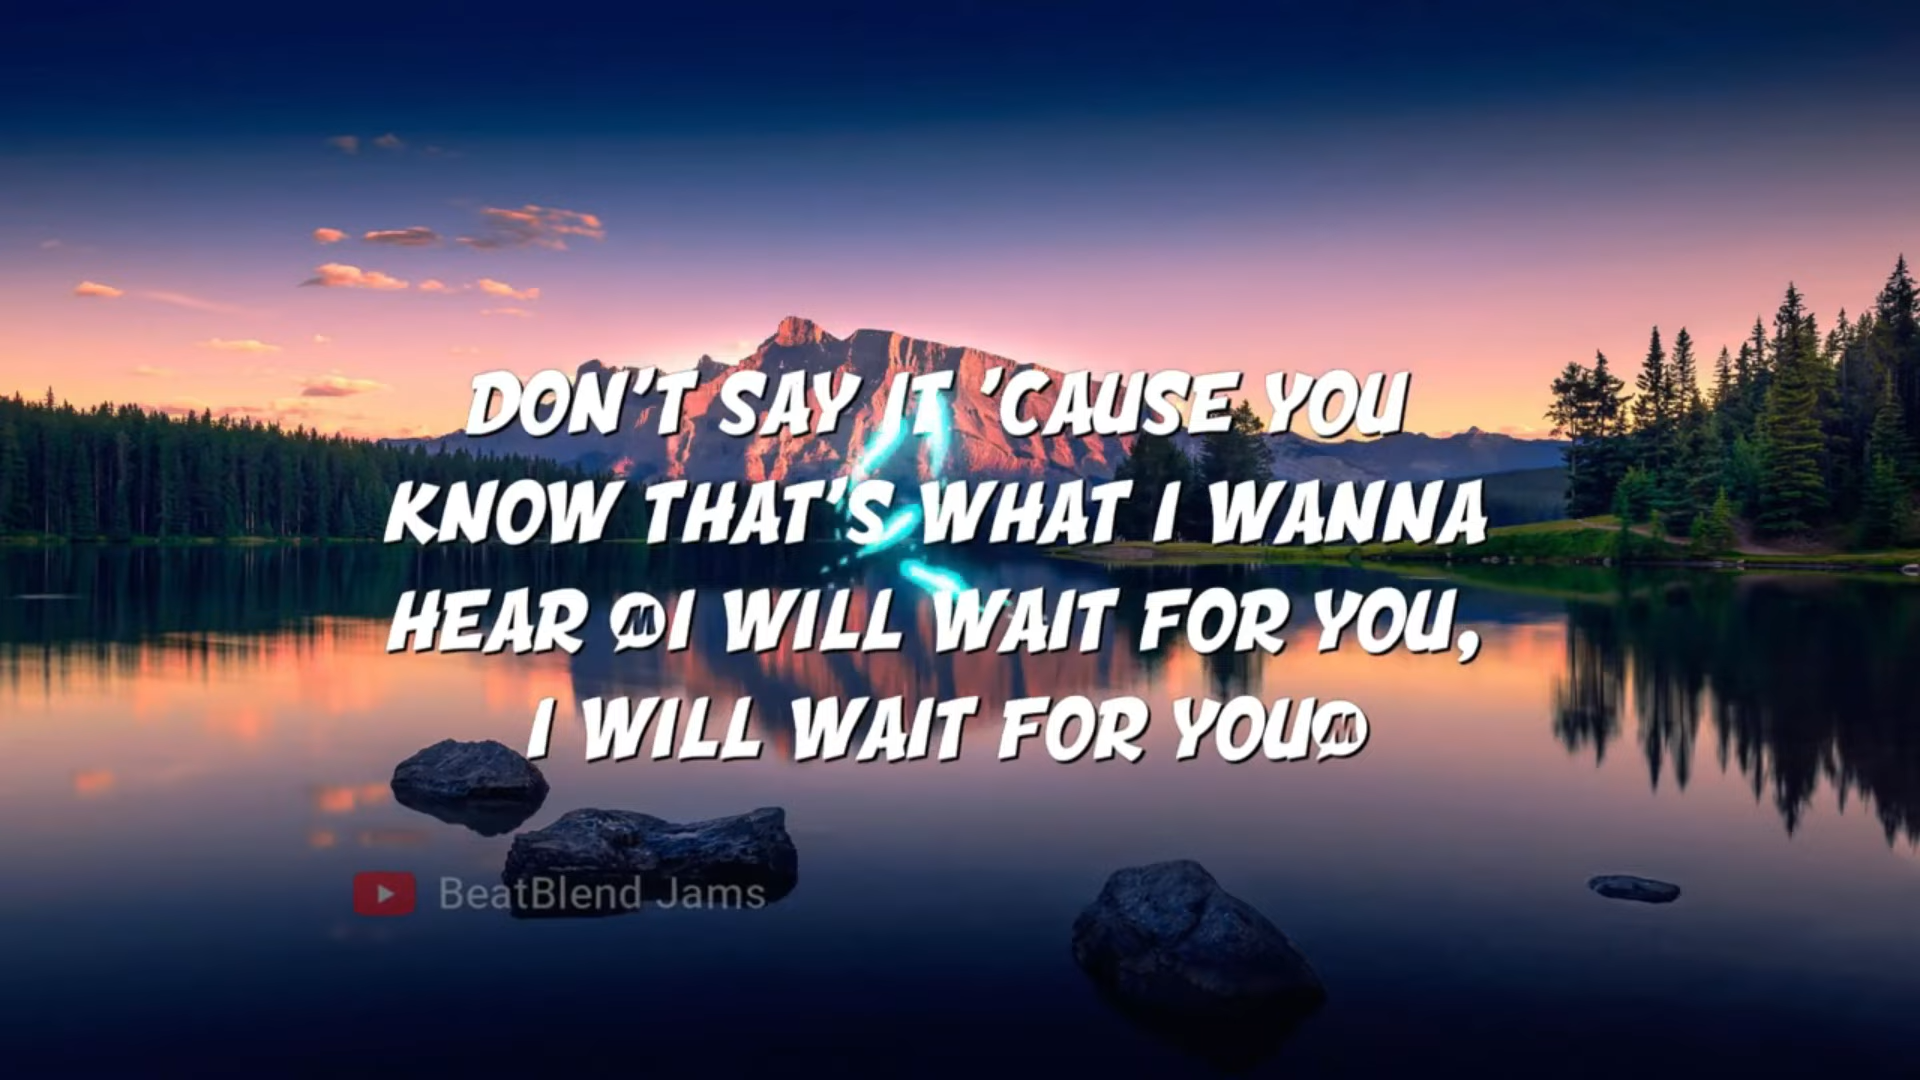 DON'T SAY IT 'CAUSE YOU
KNOW THAT'S WHAT I WANNA
HEAR I WILL WAIT FOR YOU,
I WILL WAIT FOR YOU
BeatBlend Jams